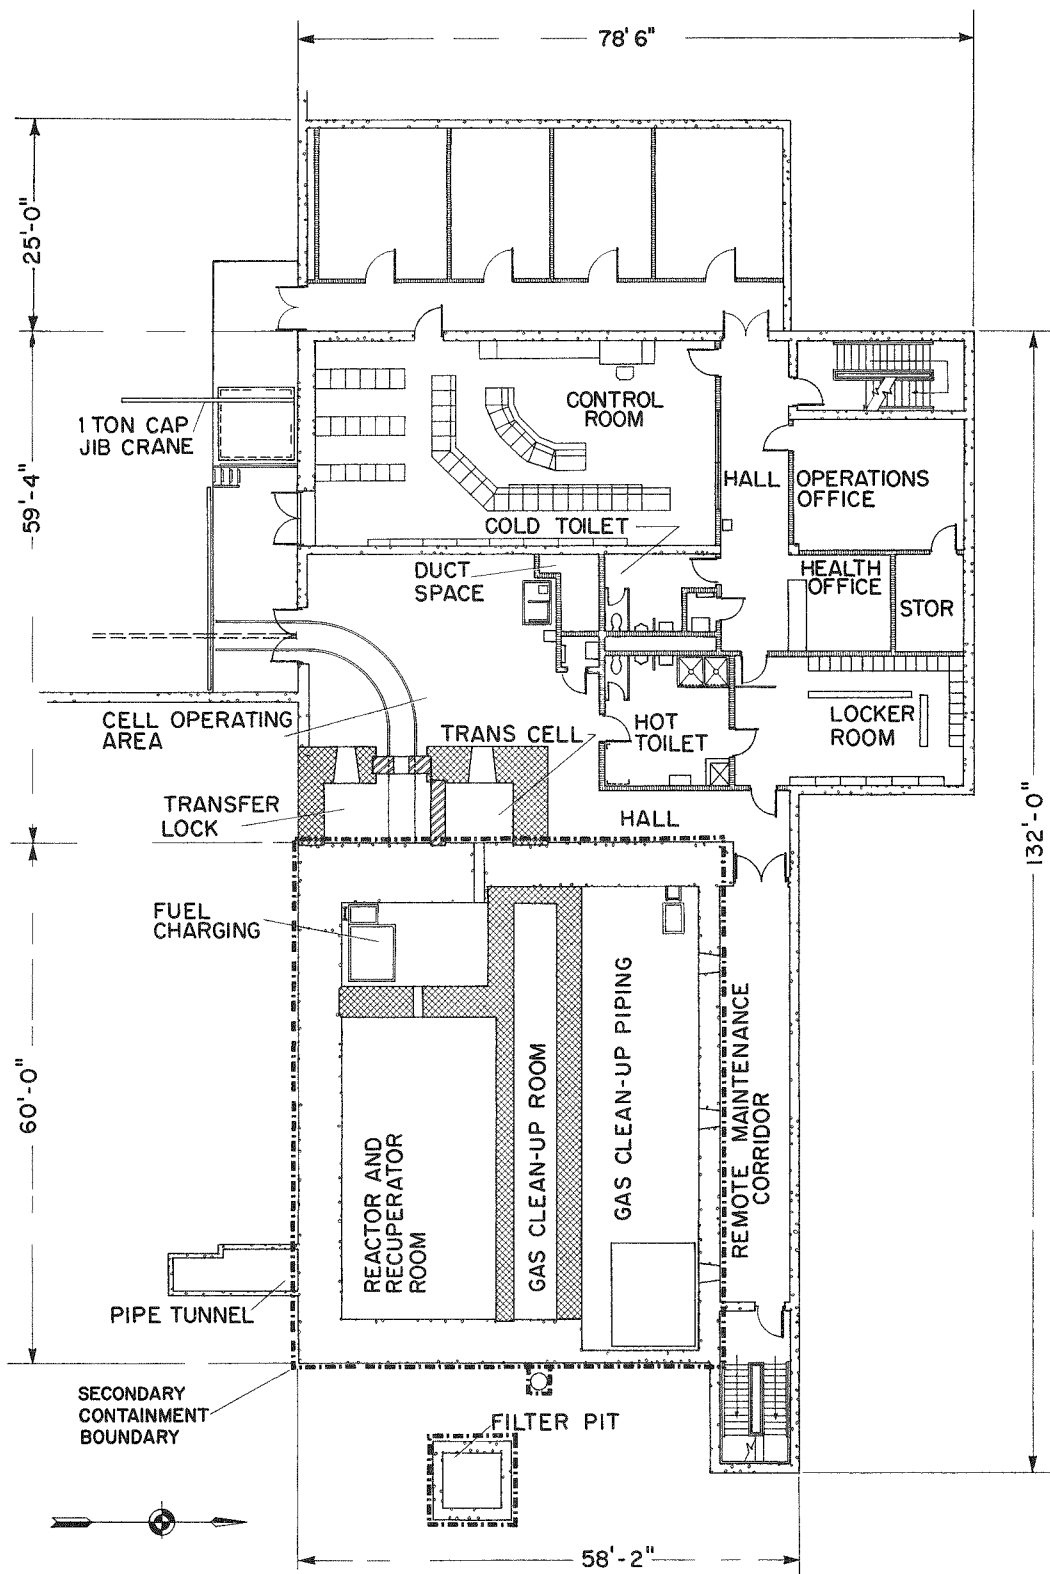 78' 6"
25'-0"
1 TON CAP
JIB CRANE
CONTROL
ROOM
HALL
OPERATIONS
OFFICE
59'-4"
COLD TOILET
DUCT
SPACE
HEALTH
OFFICE
STOR
CELL OPERATING
AREA
TRANS CELL
HOT
TOILET
LOCKER
ROOM
TRANSFER
LOCK
HALL
132'-0"
FUEL
CHARGING
60'-0"
REACTOR AND
RECUPERATOR
ROOM
GAS CLEAN-UP ROOM
GAS CLEAN-UP PIPING
REMOTE MAINTENANCE
CORRIDOR
PIPE TUNNEL
SECONDARY
CONTAINMENT
BOUNDARY
FILTER PIT
58'-2"